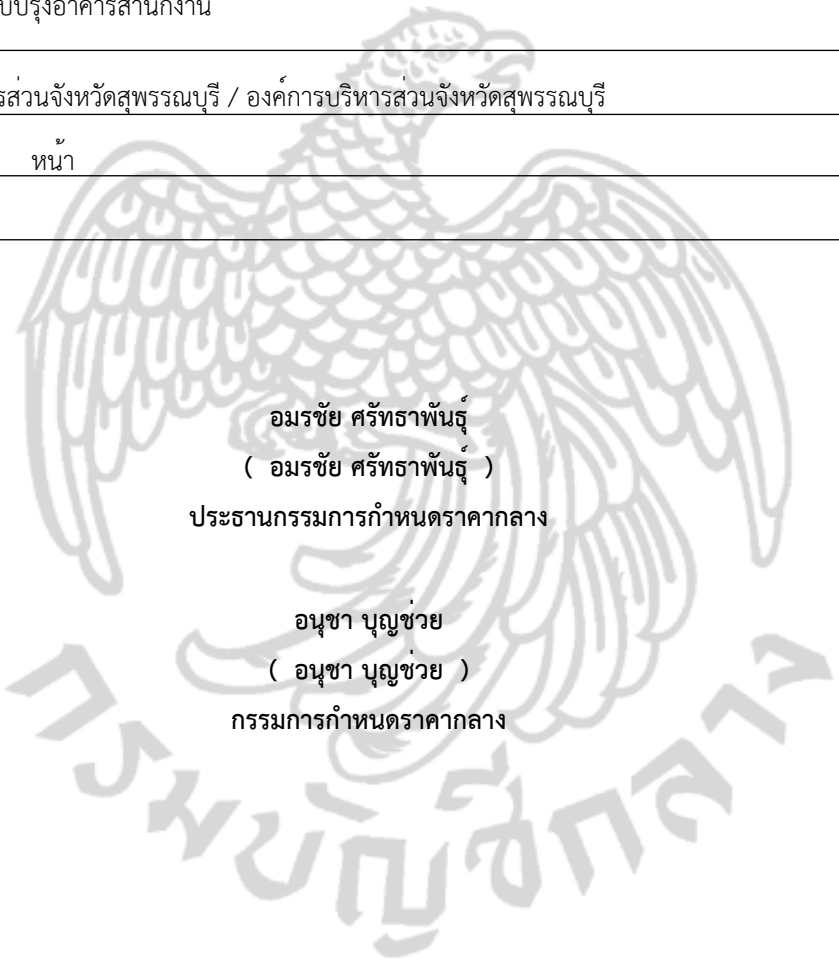 บปรุงอาคารสำนักงาน
รส่วนจังหวัดสุพรรณบุรี / องค์การบริหารส่วนจังหวัดสุพรรณบุรี
หน้า
อมรชัย ศรัทธาพันธุ์
( อมรชัย ศรัทธาพันธุ์ )
ประธานกรรมการกำหนดราคากลาง
อนุชา บุญช่วย
( อนุชา บุญช่วย )
กรรมการกำหนดราคากลาง
กรมบัญชีกลาง